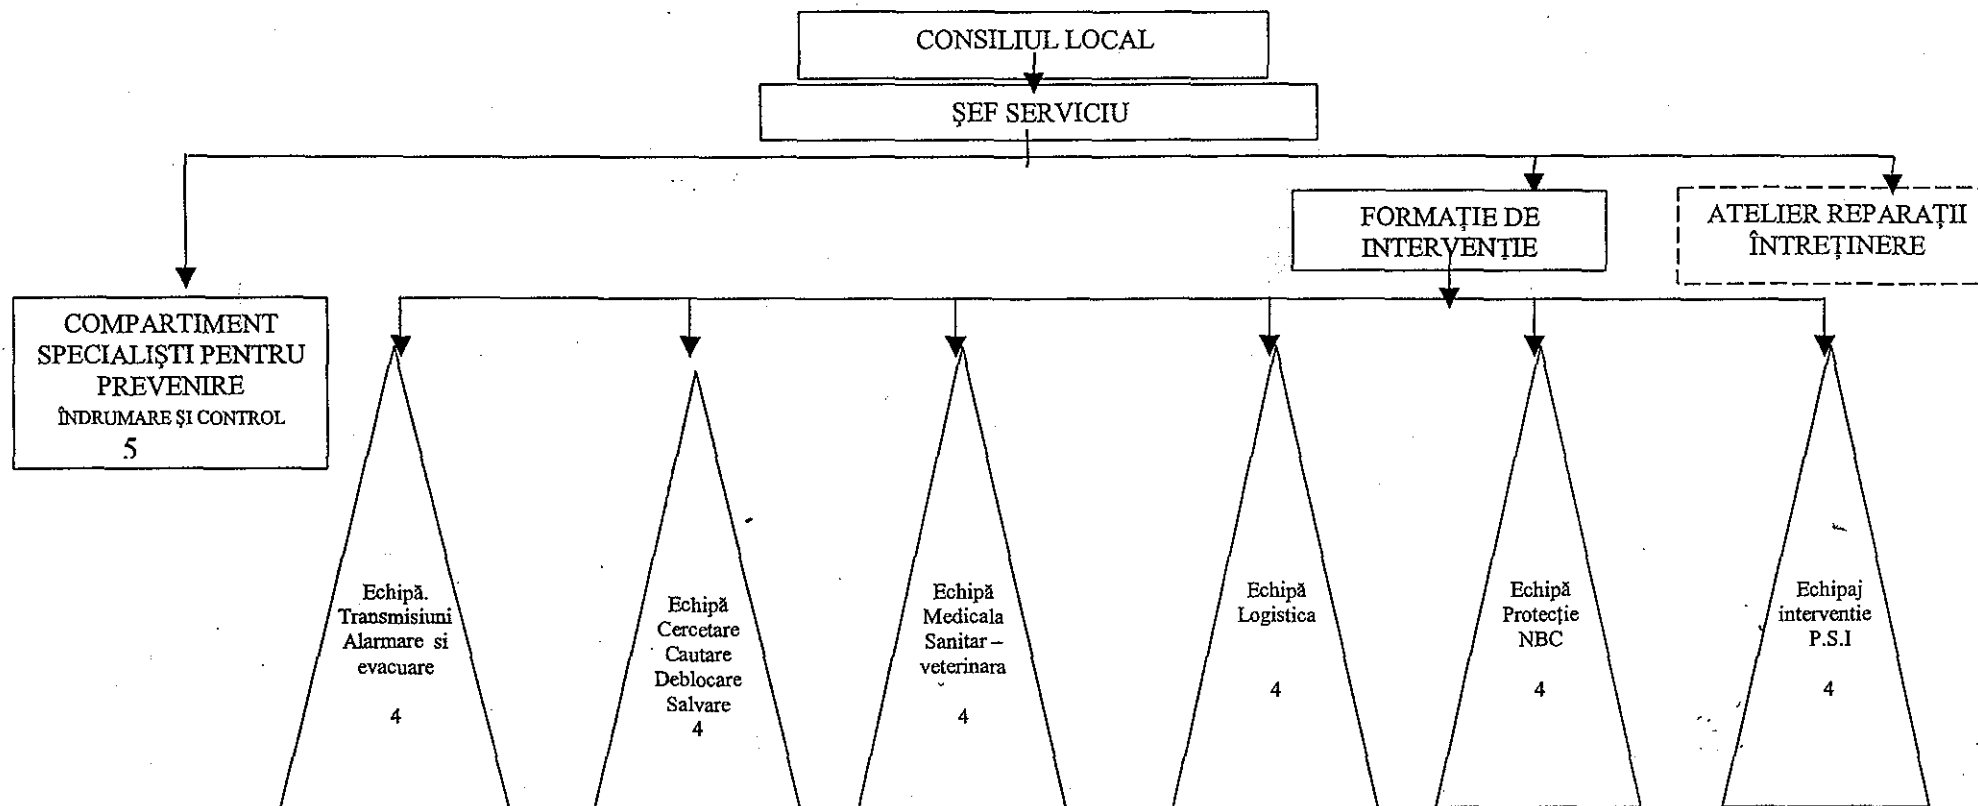 CONSILIUL LOCAL
ŞEF SERVICIU
FORMAŢIE DE
INTERVENŢIE
ATELIER REPARAŢII
ÎNTREŢINERE
COMPARTIMENT
SPECIALIŞTI PENTRU
PREVENIRE
ÎNDRUMARE ŞI CONTROL
5
Echipă.
Transmisiuni
Alarmare si
evacuare
4
Echipă
Cercetare
Cautare
Deblocare
Salvare
4
Echipă
Medicala
Sanitar –
veterinara
4
Echipă
Logistica
4
Echipă
Protecţie
NBC
4
Echipaj
interventie
P.S.I
4